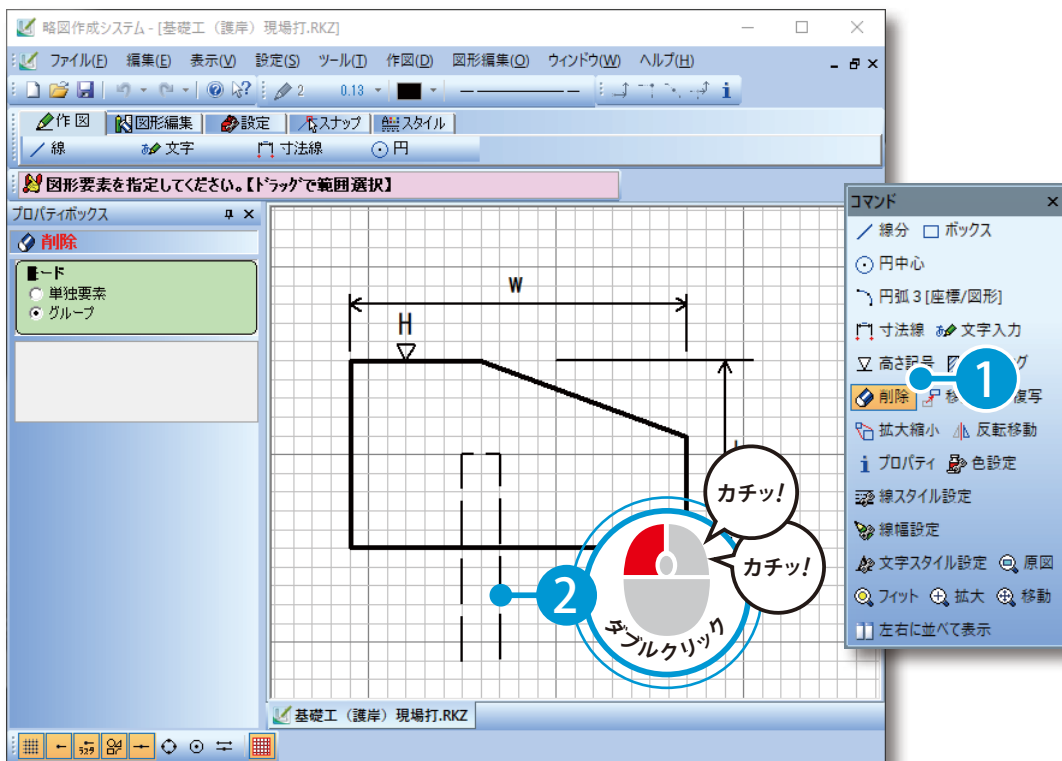 略図作成システム - [基礎工（護岸）現場打.RKZ]
ファイル(F) 編集(E) 表示(V) 設定(S) ツール(T) 作図(D) 図形編集(O) ウィンドウ(W) ヘルプ(H)
2 0.13
作 図 図形編集 設定 スナップ スタイル
線 文字 寸法線 円
図形要素を指定してください。【ドラッグで範囲選択】
プロパティボックス
削除
モード
単独要素
グループ
W
H
カチッ!
カチッ!
ダブルクリック
2
基礎工（護岸）現場打.RKZ
コマンド
線分 ボックス
円中心
円弧３[座標/図形]
寸法線 文字入力
高さ記号 グ
1
削除 移 複写
拡大縮小 反転移動
プロパティ 色設定
線スタイル設定
線幅設定
文字スタイル設定 原図
フィット 拡大 移動
左右に並べて表示